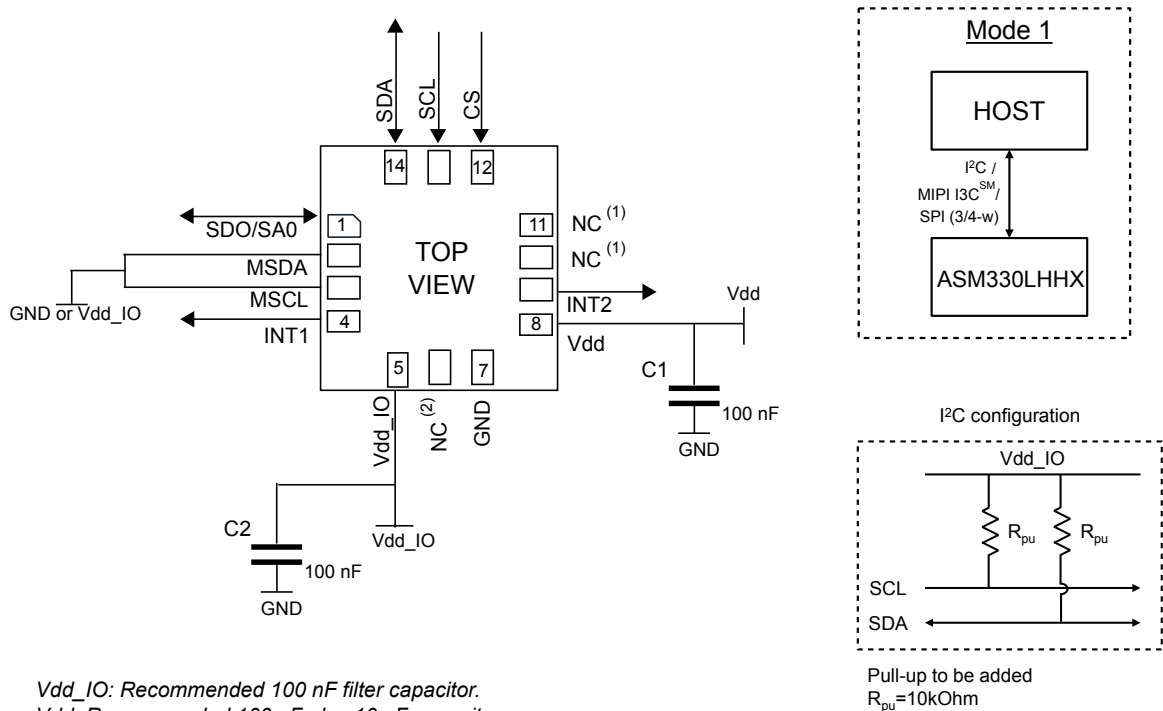 SDA
SCL
CS
14
12
SDO/SA0
1
11
NC (1)
TOP
VIEW
NC (1)
MSDA
MSCL
GND or Vdd_IO
INT1
4
INT2
8
Vdd
Vdd
5
7
Vdd_IO
NC (2)
GND
C1
100 nF
GND
C2
100 nF
GND
Vdd_IO
Mode 1
HOST
I²C /
MIPI I3C SM/
SPI (3/4-w)
ASM330LHHX
I²C configuration
Vdd_IO
Rpu
Rpu
SCL
SDA
Pull-up to be added
Rpu=10kOhm
Vdd_IO: Recommended 100 nF filter capacitor.